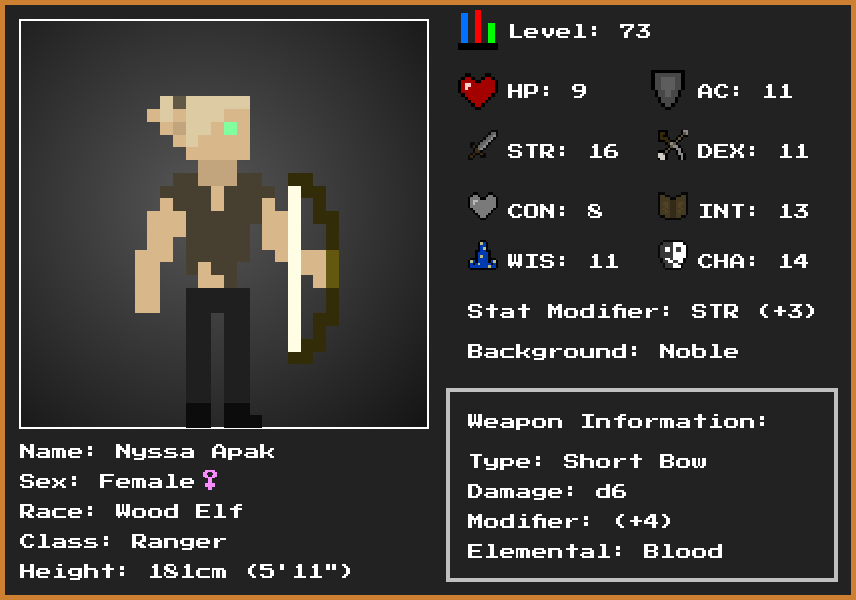 Level: 73
HP: 9 AC: 11
STR: 16 DEX: 11
CON: 8 INT: 13
WIS: 11 CHA: 14
Stat Modifier: STR (+3)
Background: Noble
Name: Nyssa Apak
Sex: Female♀
Race: Wood Elf
Class: Ranger
Height: 181cm (5'11")
Weapon Information:
Type: Short Bow
Damage: d6
Modifier: (+4)
Elemental: Blood